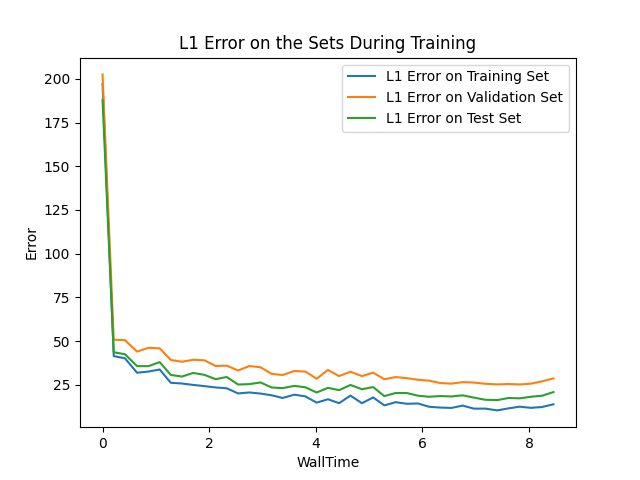 L1 Error on the Sets During Training
L1 Error on Training Set
L1 Error on Validation Set
L1 Error on Test Set
200
175
150
125
100
75
50
25
Error
0 2 4 6 8
WallTime